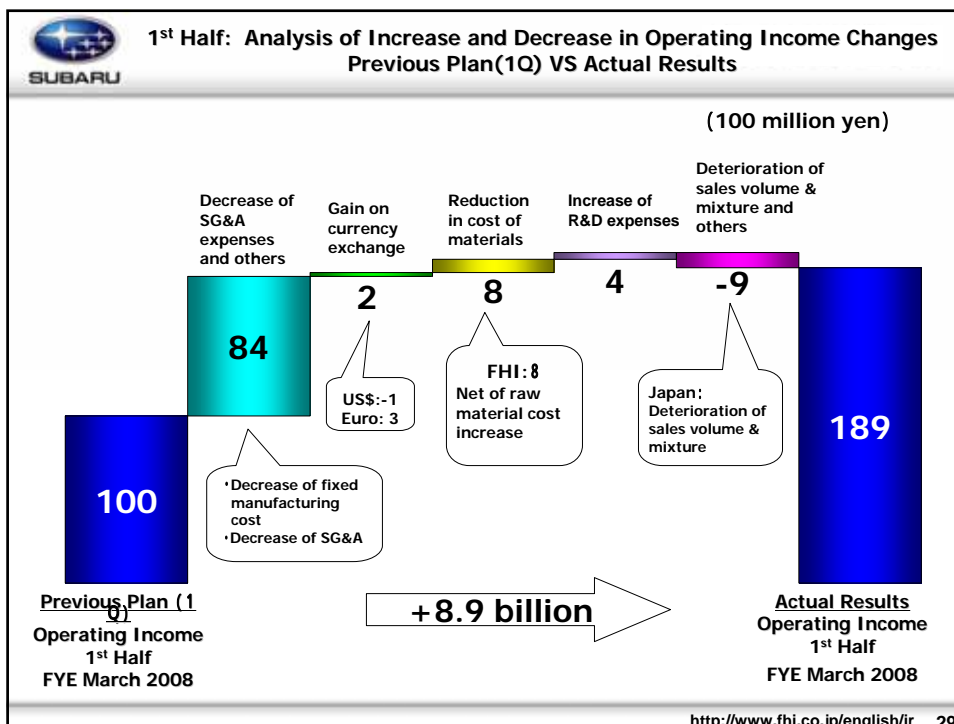 SUBARU
1st Half: Analysis of Increase and Decrease in Operating Income Changes
Previous Plan(1Q) VS Actual Results
(100 million yen)
Decrease of
SG&A
expenses
and others
Gain on
currency
exchange
Reduction
in cost of
materials
Increase of
R&D expenses
Deterioration of
sales volume &
mixture and
others
84
2
8
4
-9
US$:-1
Euro: 3
FHI:8
Net of raw
material cost
increase
Japan:
Deterioration of
sales volume &
mixture
100
189
・Decrease of fixed
manufacturing
cost
・Decrease of SG&A
+8.9 billion
Previous Plan (1
Q)
Operating Income
1st Half
FYE March 2008
Actual Results
Operating Income
1st Half
FYE March 2008
http://www.fhi.co.jp/english/ir 29